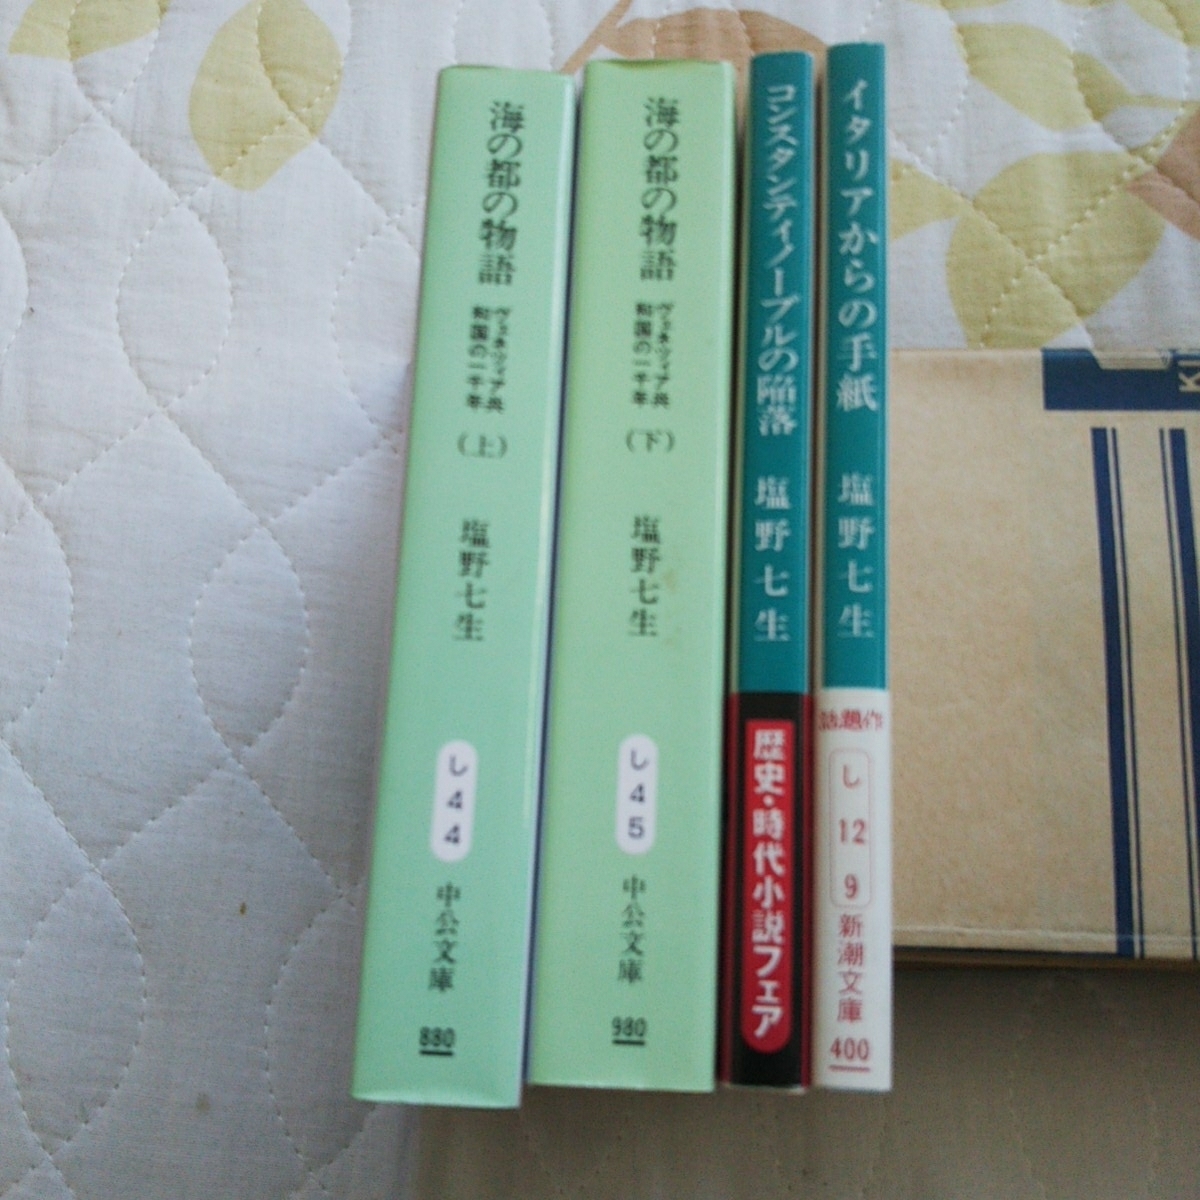 海の都の物語
ヴェネツィア共
和国の一千年
(上)
塩野七生
し
4
4
中公文庫
880
海の都の物語
ヴェネツィア共
和国の一千年
(下)
塩野七生
し
4
5
中公文庫
980
コンスタンティノープルの陥落
塩野七生
歴史・時代小説フェア
イタリアからの手紙
塩野七生
話題作
し
12
9
新潮文庫
400